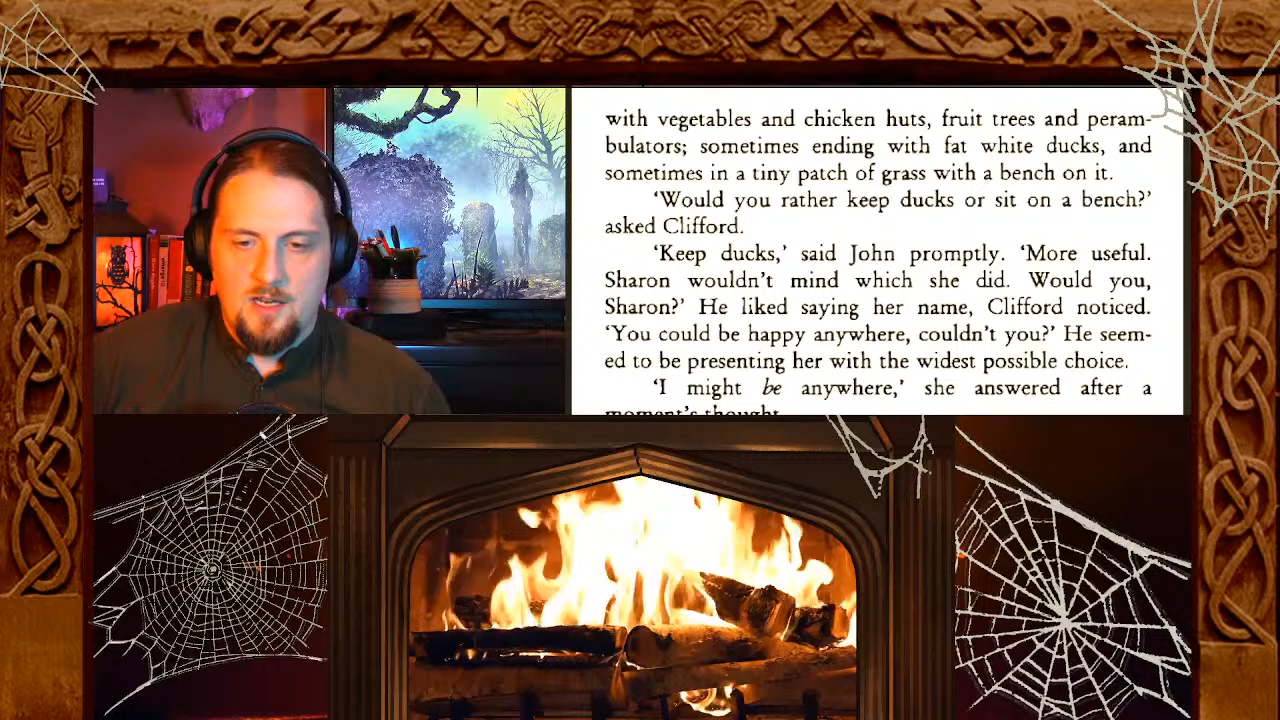 with vegetables and chicken huts, fruit trees and peram-
bulators; sometimes ending with fat white ducks, and
sometimes in a tiny patch of grass with a bench on it.
‘Would you rather keep ducks or sit on a bench?’
asked Clifford.
‘Keep ducks,’ said John promptly. ‘More useful.
Sharon wouldn’t mind which she did. Would you,
Sharon?’ He liked saying her name, Clifford noticed.
‘You could be happy anywhere, couldn’t you?’ He seem-
ed to be presenting her with the widest possible choice.
‘I might be anywhere,’ she answered after a
moment’s thought